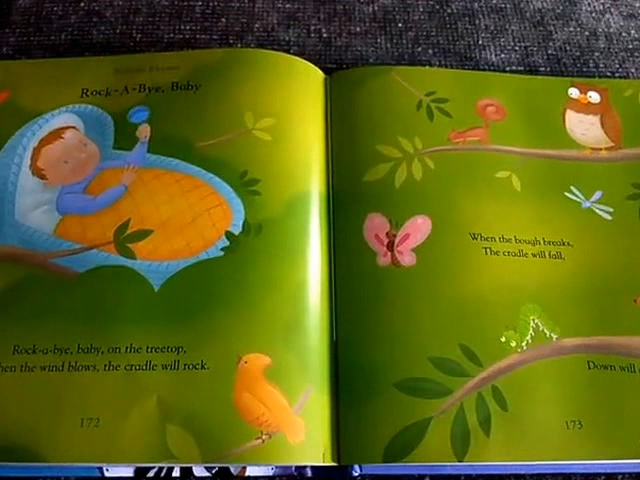 Rock-A-Bye, Baby
Rock-a-bye, baby, on the treetop,
the wind blows, the cradle will rock.
172
When the bough breaks,
The cradle will fall,
Down will
173